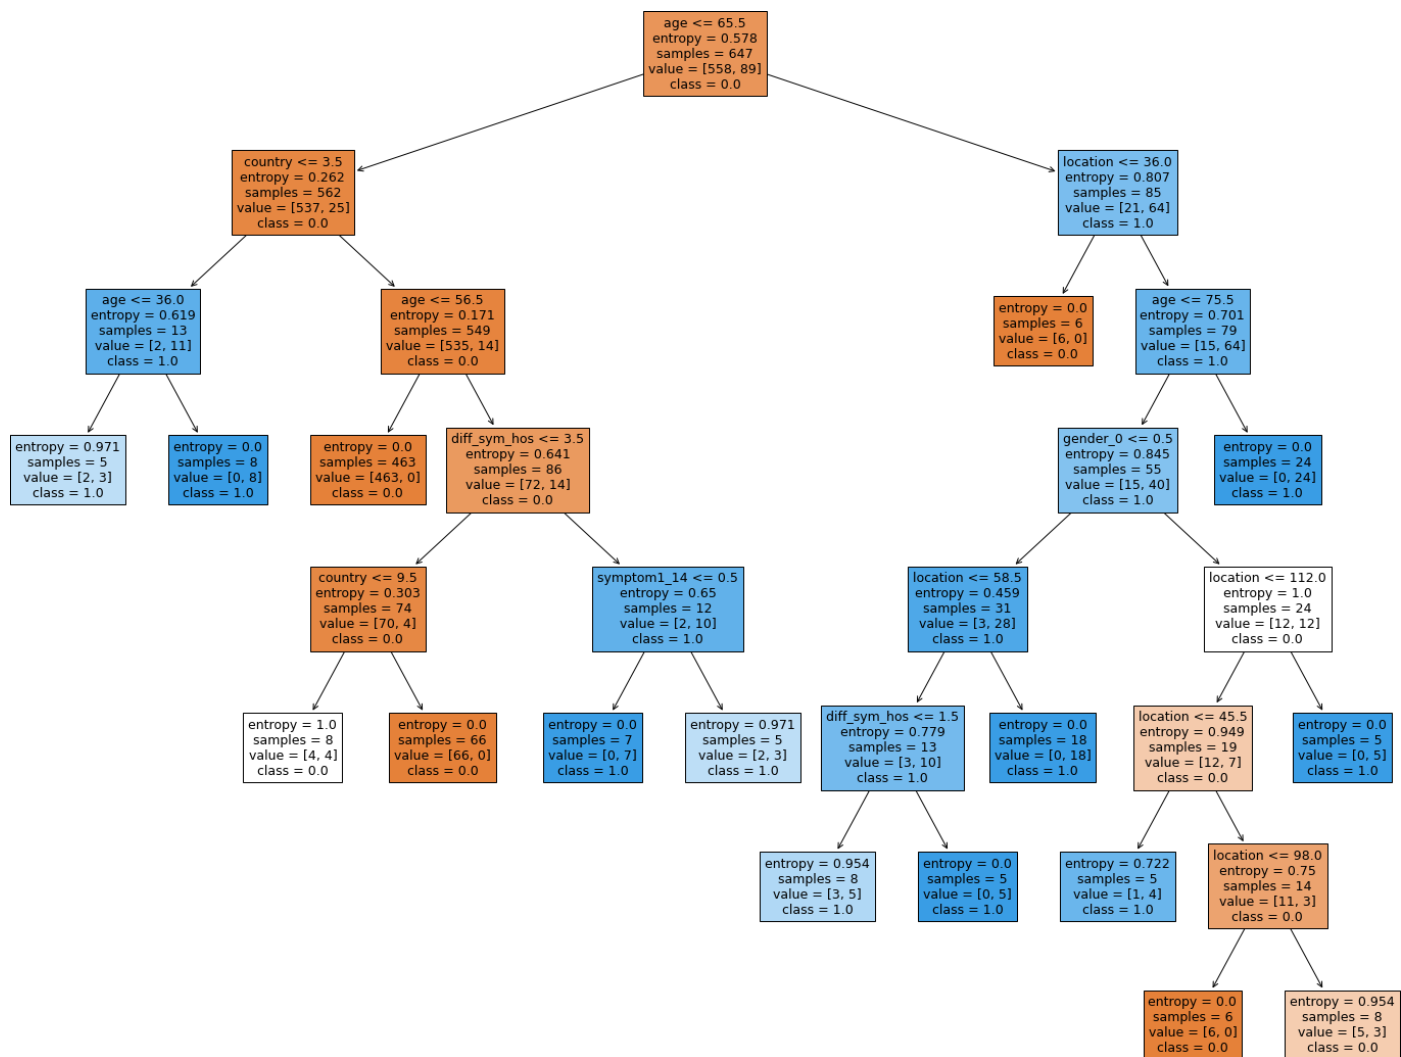 age <= 65.5
entropy = 0.578
samples = 647
value = [558, 89]
class = 0.0
country <= 3.5
entropy = 0.262
samples = 562
value = [537, 25]
class = 0.0
location <= 36.0
entropy = 0.807
samples = 85
value = [21, 64]
class = 1.0
age <= 36.0
entropy = 0.619
samples = 13
value = [2, 11]
class = 1.0
age <= 56.5
entropy = 0.171
samples = 549
value = [535, 14]
class = 0.0
entropy = 0.0
samples = 6
value = [6, 0]
class = 0.0
age <= 75.5
entropy = 0.701
samples = 79
value = [15, 64]
class = 1.0
entropy = 0.971
samples = 5
value = [2, 3]
class = 1.0
entropy = 0.0
samples = 8
value = [0, 8]
class = 1.0
entropy = 0.0
samples = 463
value = [463, 0]
class = 0.0
diff_sym_hos <= 3.5
entropy = 0.641
samples = 86
value = [72, 14]
class = 0.0
gender_0 <= 0.5
entropy = 0.845
samples = 55
value = [15, 40]
class = 1.0
entropy = 0.0
samples = 24
value = [0, 24]
class = 1.0
country <= 9.5
entropy = 0.303
samples = 74
value = [70, 4]
class = 0.0
symptom1_14 <= 0.5
entropy = 0.65
samples = 12
value = [2, 10]
class = 1.0
location <= 58.5
entropy = 0.459
samples = 31
value = [3, 28]
class = 1.0
location <= 112.0
entropy = 1.0
samples = 24
value = [12, 12]
class = 0.0
entropy = 1.0
samples = 8
value = [4, 4]
class = 0.0
entropy = 0.0
samples = 66
value = [66, 0]
class = 0.0
entropy = 0.0
samples = 7
value = [0, 7]
class = 1.0
entropy = 0.971
samples = 5
value = [2, 3]
class = 1.0
diff_sym_hos <= 1.5
entropy = 0.779
samples = 13
value = [3, 10]
class = 1.0
entropy = 0.0
samples = 18
value = [0, 18]
class = 1.0
location <= 45.5
entropy = 0.949
samples = 19
value = [12, 7]
class = 0.0
entropy = 0.0
samples = 5
value = [0, 5]
class = 1.0
entropy = 0.954
samples = 8
value = [3, 5]
class = 1.0
entropy = 0.0
samples = 5
value = [0, 5]
class = 1.0
entropy = 0.722
samples = 5
value = [1, 4]
class = 1.0
location <= 98.0
entropy = 0.75
samples = 14
value = [11, 3]
class = 0.0
entropy = 0.0
samples = 6
value = [6, 0]
class = 0.0
entropy = 0.954
samples = 8
value = [5, 3]
class = 0.0